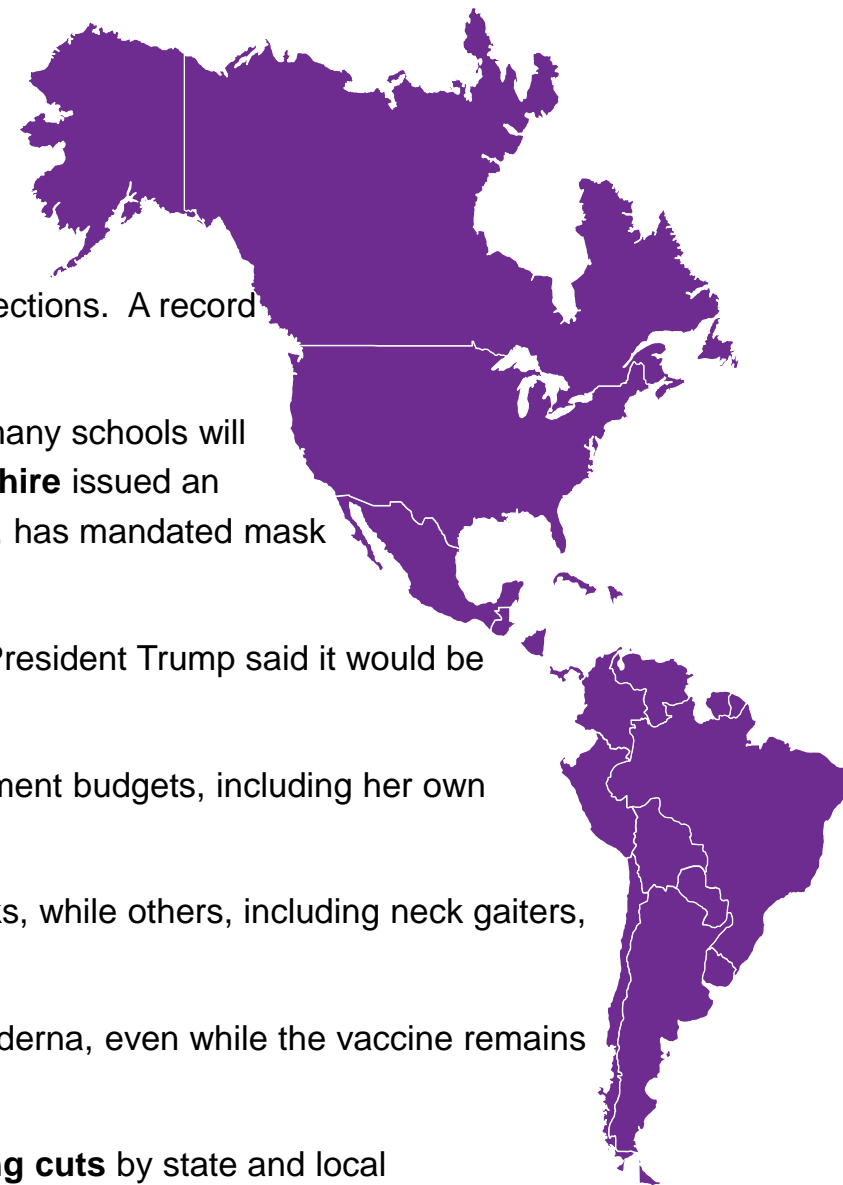 ections. A record
many schools will
hire issued an
has mandated mask
President Trump said it would be
ment budgets, including her own
ks, while others, including neck gaiters,
derna, even while the vaccine remains
ng cuts by state and local